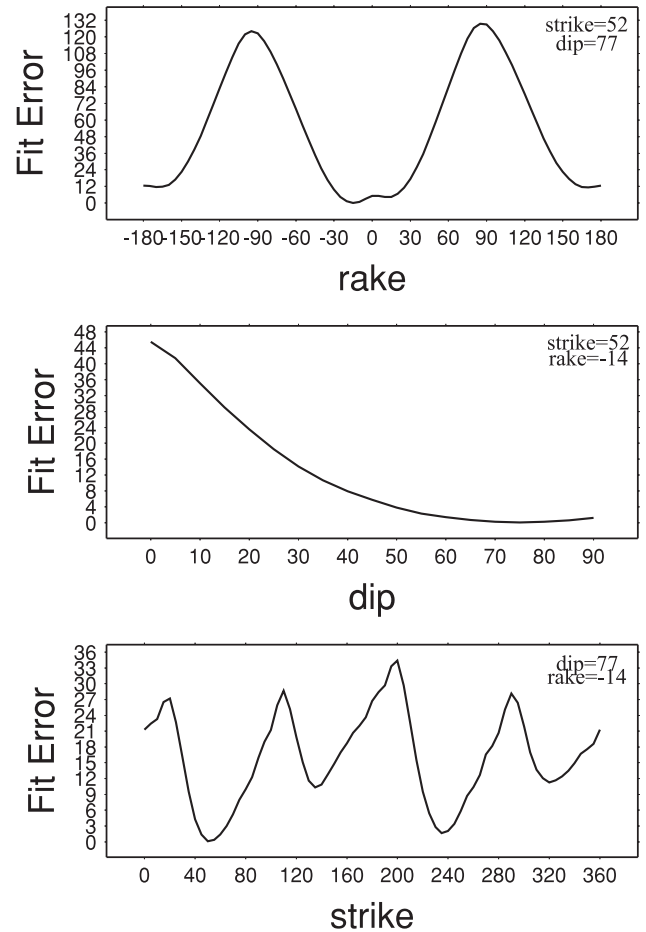 132
120
108
96
84
72
60
48
36
24
12
0
Fit Error
strike=52
dip=77
-180 -150 -120 -90 -60 -30 0 30 60 90 120 150 180
rake
48
44
40
36
32
28
24
20
16
12
8
4
0
Fit Error
strike=52
rake=-14
0 10 20 30 40 50 60 70 80 90
dip
36
33
30
27
24
21
18
15
12
9
6
3
0
Fit Error
dip=77
rake=-14
0 40 80 120 160 200 240 280 320 360
strike